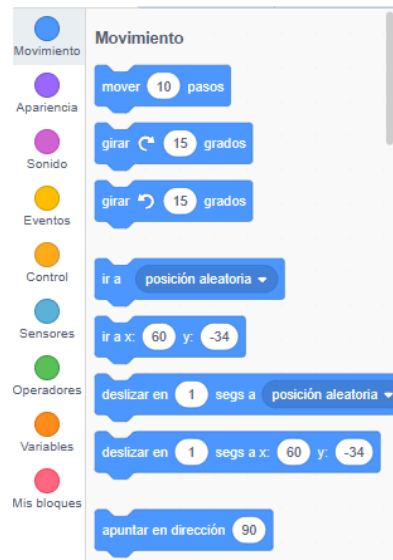 Movimiento
Apariencia
Sonido
Eventos
Control
Sensores
Operadores
Variables
Mis bloques
Movimiento
mover 10 pasos
girar 15 grados
girar 15 grados
ir a posición aleatoria
ir a x: 60 y: -34
deslizar en 1 segs a posición aleatoria
deslizar en 1 segs a x: 60 y: -34
apuntar en dirección 90